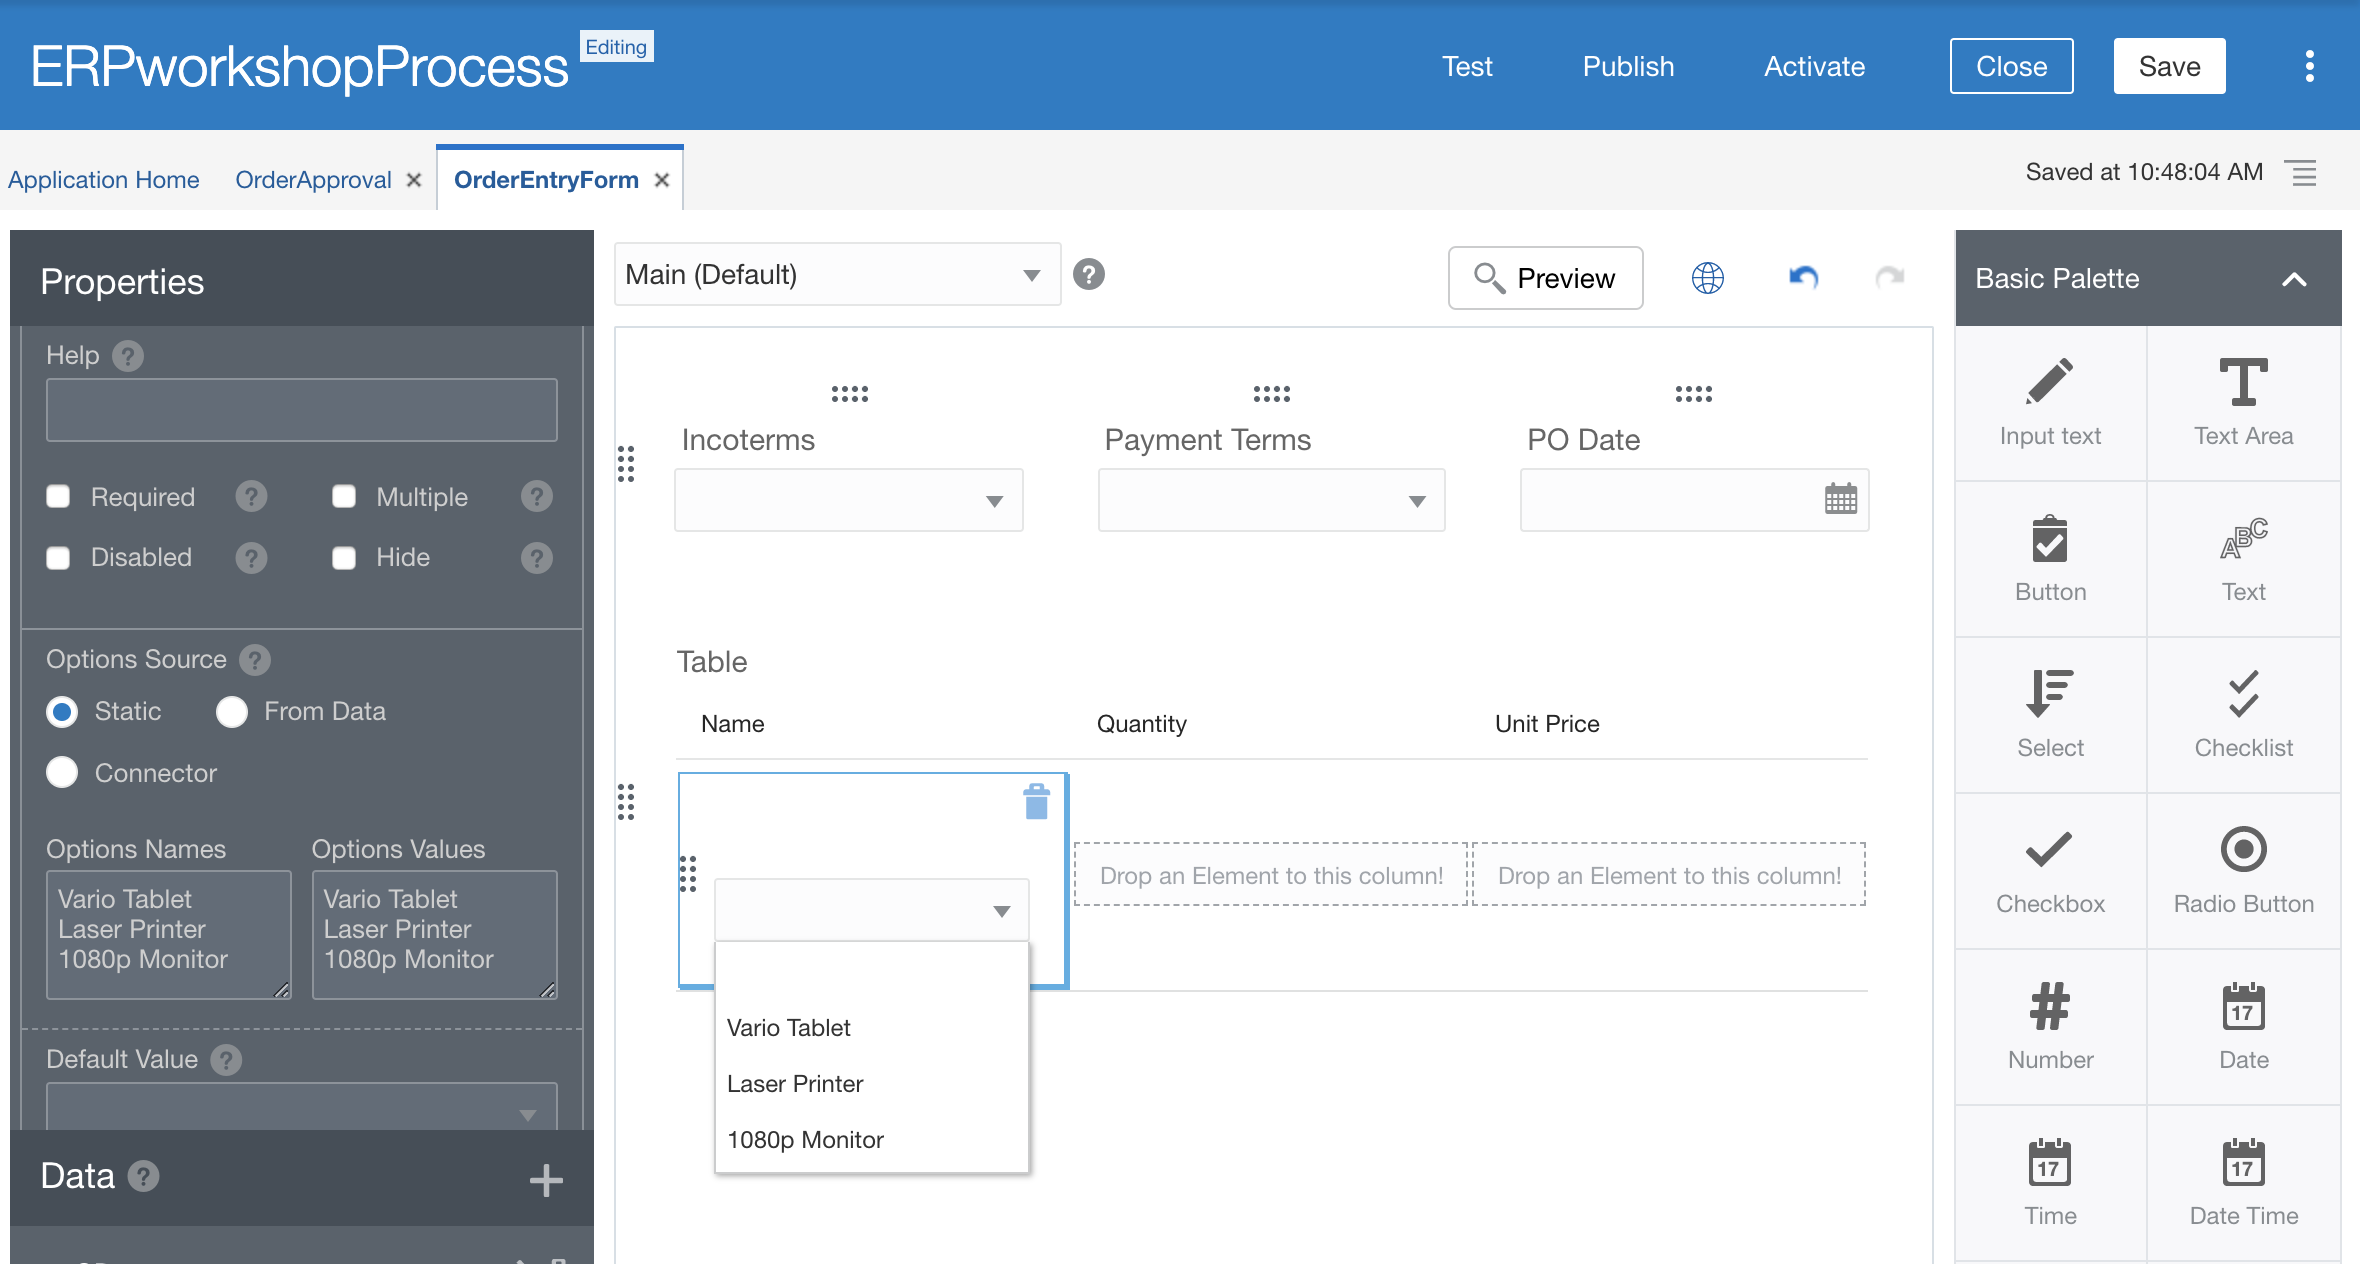 ERPworkshopProcess Editing
Test Publish Activate Close Save
Application Home OrderApproval OrderEntryForm
Saved at 10:48:04 AM
Properties
Help
Required Multiple
Disabled Hide
Options Source
Static From Data
Connector
Options Names Options Values
Vario Tablet Vario Tablet
Laser Printer Laser Printer
1080p Monitor 1080p Monitor
Default Value
Data
Main (Default)
Preview
Incoterms Payment Terms PO Date
Table
Name Quantity Unit Price
Drop an Element to this column! Drop an Element to this column!
Vario Tablet
Laser Printer
1080p Monitor
Basic Palette
Input text Text Area
Button Text
Select Checklist
Checkbox Radio Button
Number Date
Time Date Time